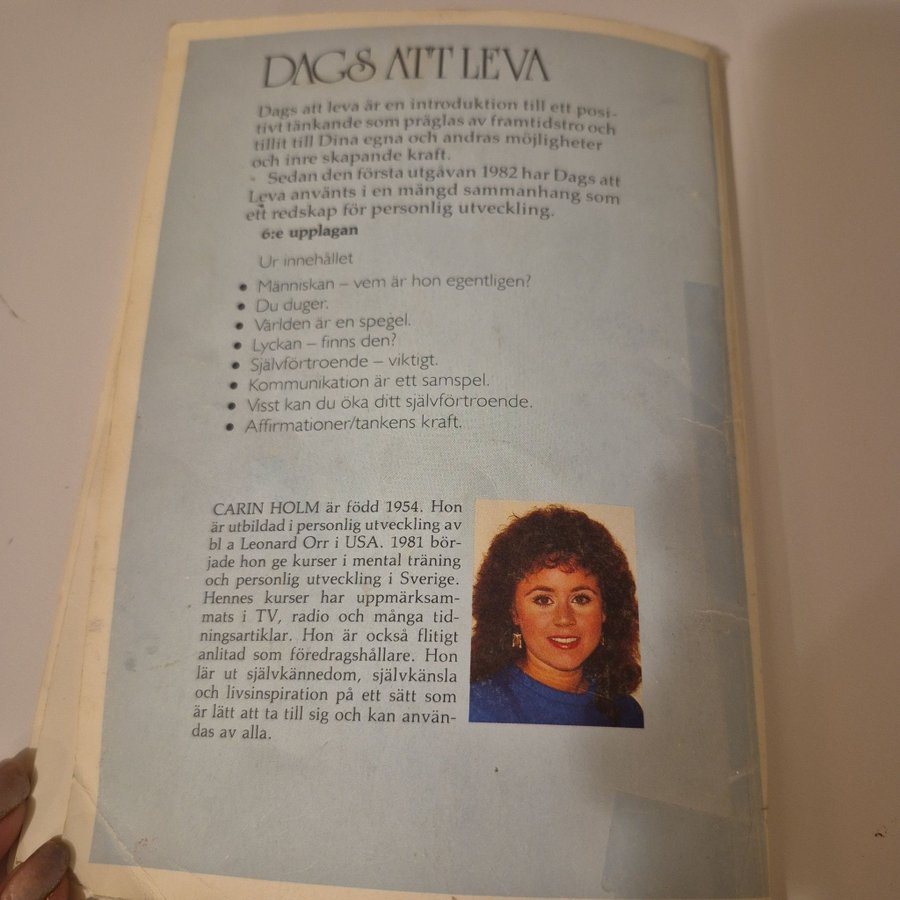 DAGS ATT LEVA
Dags att leva är en introduktion till ett posi-
tivt tänkande som präglas av framtidstro och
tillit till Dina egna och andras möjligheter
och inre skapande kraft.
Sedan den första utgåvan 1982 har Dags att
Leva använts i en mängd sammanhang som
ett redskap för personlig utveckling.
6:e upplagan
Ur innehållet
• Människan – vem är hon egentligen?
• Du duger.
• Världen är en spegel.
• Lyckan – finns den?
• Självförtroende – viktigt.
• Kommunikation är ett samspel.
• Visst kan du öka ditt självförtroende.
• Affirmationer/tankens kraft.
CARIN HOLM är född 1954. Hon
är utbildad i personlig utveckling av
bl a Leonard Orr i USA. 1981 bör-
jade hon ge kurser i mental träning
och personlig utveckling i Sverige.
Hennes kurser har uppmärksam-
mats i TV, radio och många tid-
ningsartiklar. Hon är också flitigt
anlitad som föredragshållare. Hon
lär ut självkännedom, självkänsla
och livsinspiration på ett sätt som
är lätt att ta till sig och kan använ-
das av alla.